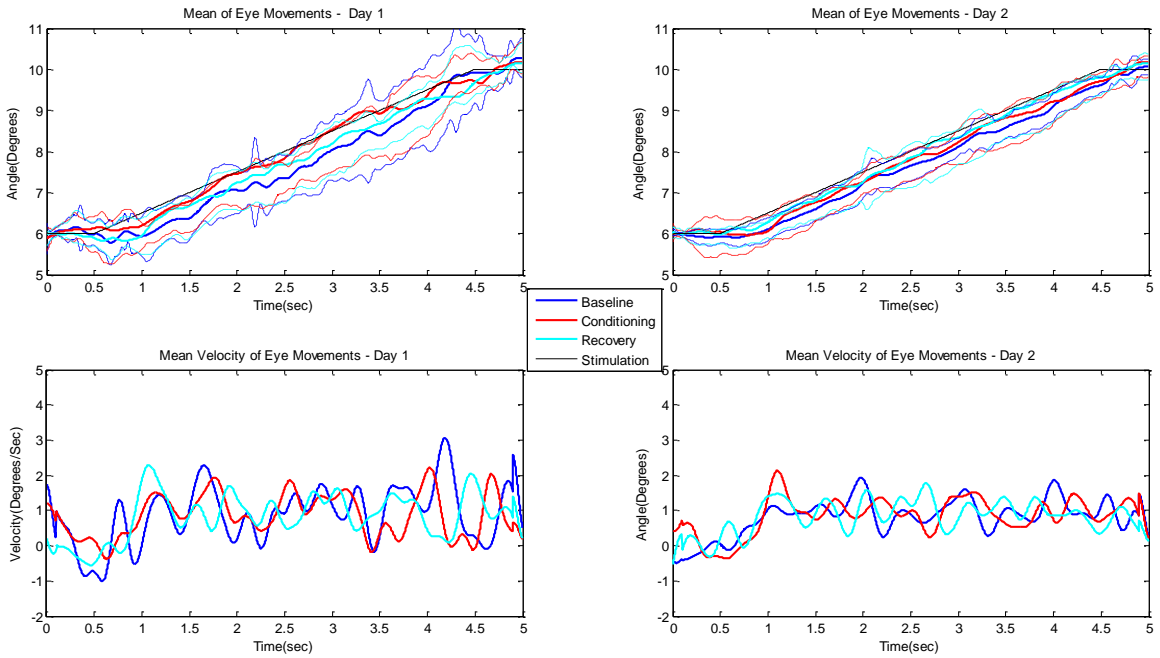 Mean of Eye Movements - Day 1
11
10
9
8
7
6
5
Angle(Degrees)
0 0.5 1 1.5 2 2.5 3 3.5 4 4.5 5
Time(sec)
Mean of Eye Movements - Day 2
11
10
9
8
7
6
5
Angle(Degrees)
0 0.5 1 1.5 2 2.5 3 3.5 4 4.5 5
Time(sec)
Baseline
Conditioning
Recovery
Stimulation
Mean Velocity of Eye Movements - Day 1
5
4
3
2
1
0
-1
-2
Velocity(Degrees/Sec)
0 0.5 1 1.5 2 2.5 3 3.5 4 4.5 5
Time(sec)
Mean Velocity of Eye Movements - Day 2
5
4
3
2
1
0
-1
-2
Angle(Degrees)
0 0.5 1 1.5 2 2.5 3 3.5 4 4.5 5
Time(sec)